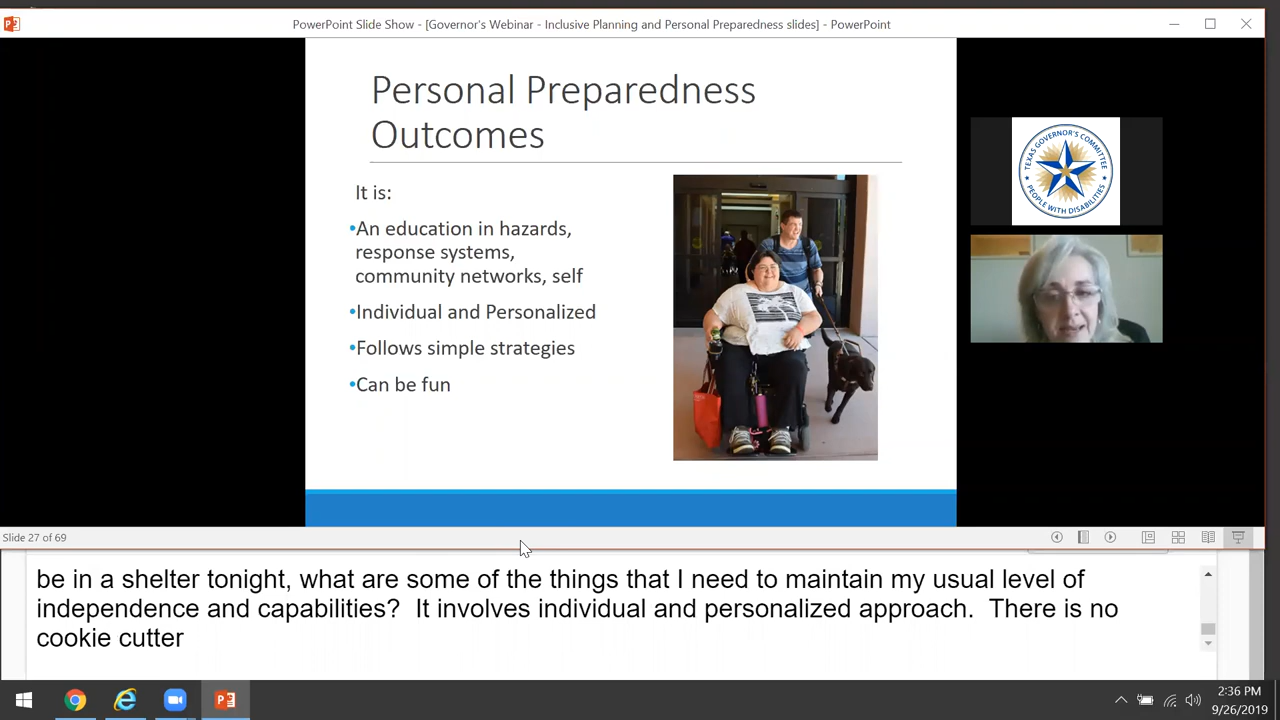 PowerPoint Slide Show - [Governor's Webinar - Inclusive Planning and Personal Preparedness slides] - PowerPoint
Personal Preparedness
Outcomes
It is:
•An education in hazards,
response systems,
community networks, self
•Individual and Personalized
•Follows simple strategies
•Can be fun
TEXAS GOVERNOR'S COMMITTEE
PEOPLE WITH DISABILITIES
Slide 27 of 69
be in a shelter tonight, what are some of the things that I need to maintain my usual level of
independence and capabilities?  It involves individual and personalized approach.  There is no
cookie cutter
2:36 PM
9/26/2019